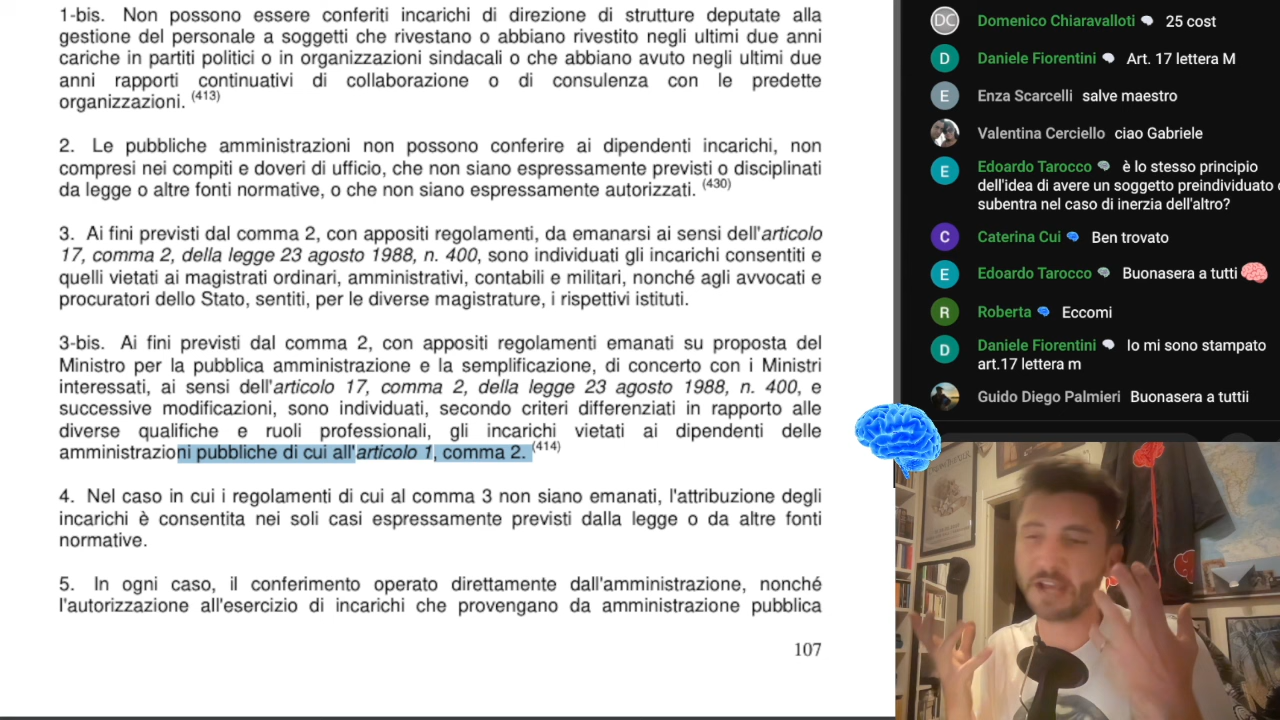 1-bis. Non possono essere conferiti incarichi di direzione di strutture deputate alla
gestione del personale a soggetti che rivestano o abbiano rivestito negli ultimi due anni
cariche in partiti politici o in organizzazioni sindacali o che abbiano avuto negli ultimi due
anni rapporti continuativi di collaborazione o di consulenza con le predette
organizzazioni. (413)
2. Le pubbliche amministrazioni non possono conferire ai dipendenti incarichi, non
compresi nei compiti e doveri di ufficio, che non siano espressamente previsti o disciplinati
da legge o altre fonti normative, o che non siano espressamente autorizzati. (430)
3. Ai fini previsti dal comma 2, con appositi regolamenti, da emanarsi ai sensi dell'articolo
17, comma 2, della legge 23 agosto 1988, n. 400, sono individuati gli incarichi consentiti e
quelli vietati ai magistrati ordinari, amministrativi, contabili e militari, nonché agli avvocati e
procuratori dello Stato, sentiti, per le diverse magistrature, i rispettivi istituti.
3-bis. Ai fini previsti dal comma 2, con appositi regolamenti emanati su proposta del
Ministro per la pubblica amministrazione e la semplificazione, di concerto con i Ministri
interessati, ai sensi dell'articolo 17, comma 2, della legge 23 agosto 1988, n. 400, e
successive modificazioni, sono individuati, secondo criteri differenziati in rapporto alle
diverse qualifiche e ruoli professionali, gli incarichi vietati ai dipendenti delle
amministrazioni pubbliche di cui all'articolo 1, comma 2. (414)
4. Nel caso in cui i regolamenti di cui al comma 3 non siano emanati, l'attribuzione degli
incarichi è consentita nei soli casi espressamente previsti dalla legge o da altre fonti
normative.
5. In ogni caso, il conferimento operato direttamente dall'amministrazione, nonché
l'autorizzazione all'esercizio di incarichi che provengano da amministrazione pubblica
107
DC Domenico Chiaravalloti 25 cost
D Daniele Fiorentini Art. 17 lettera M
E Enza Scarcelli salve maestro
Valentina Cerciello ciao Gabriele
E Edoardo Tarocco è lo stesso principio
dell'idea di avere un soggetto preindividuato
subentra nel caso di inerzia dell'altro?
C Caterina Cui Ben trovato
E Edoardo Tarocco Buonasera a tutti
R Roberta Eccomi
D Daniele Fiorentini Io mi sono stampato
art.17 lettera m
Guido Diego Palmieri Buonasera a tuttii